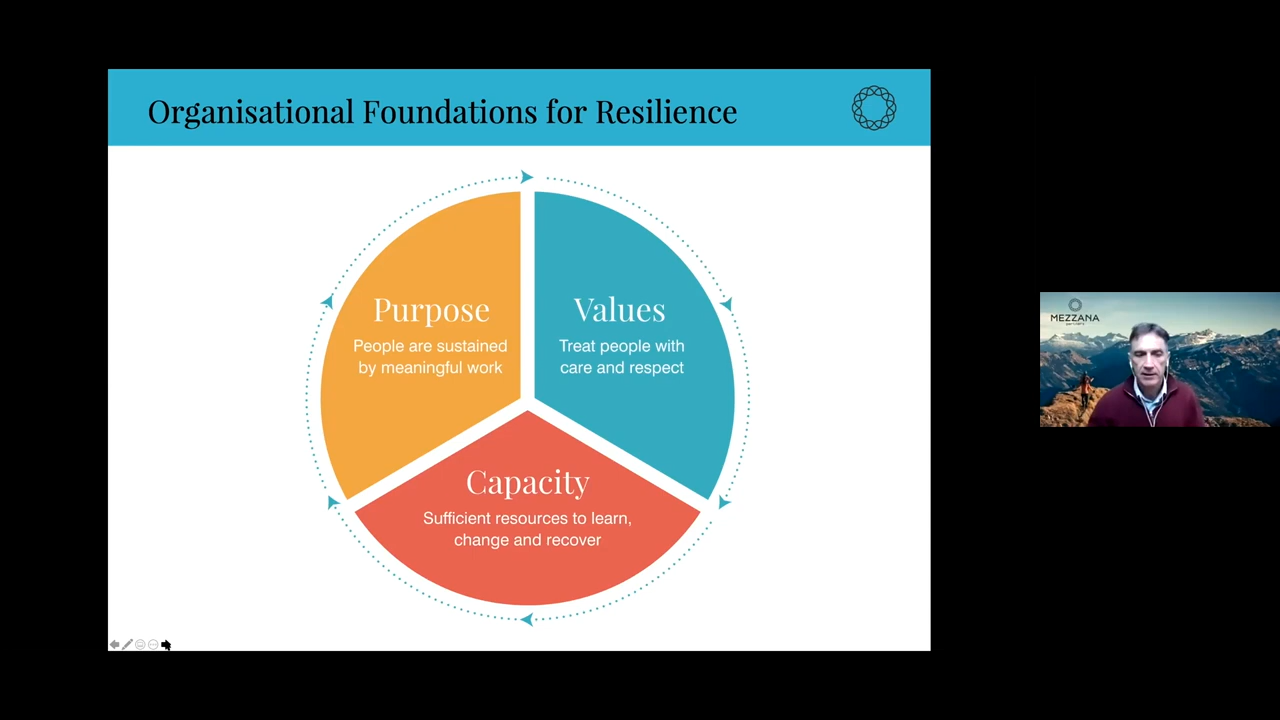 Organisational Foundations for Resilience
Purpose
People are sustained
by meaningful work
Values
Treat people with
care and respect
Capacity
Sufficient resources to learn,
change and recover
MEZZANA